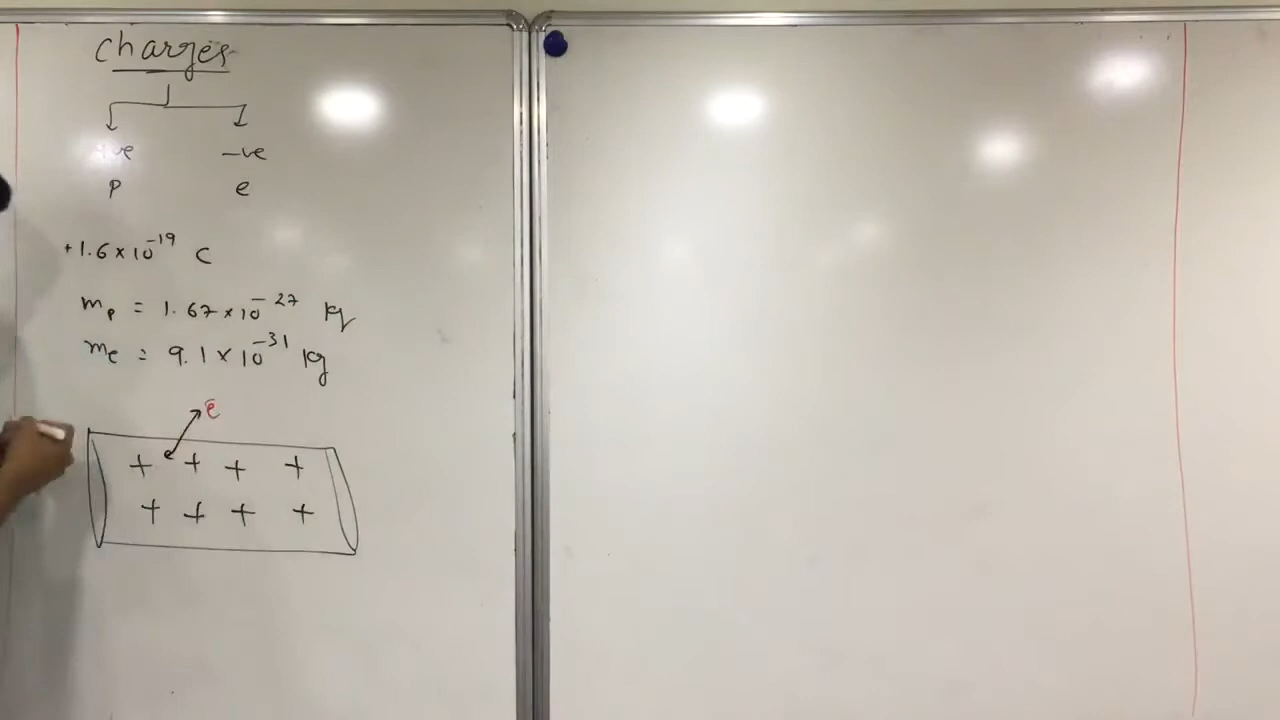 Charges
+ve -ve
p e
+1.6×10⁻¹⁹ C
mₚ = 1.67×10⁻²⁷ kg
mₑ = 9.1×10⁻³¹ kg
ē
+ e + + +
+ + + +